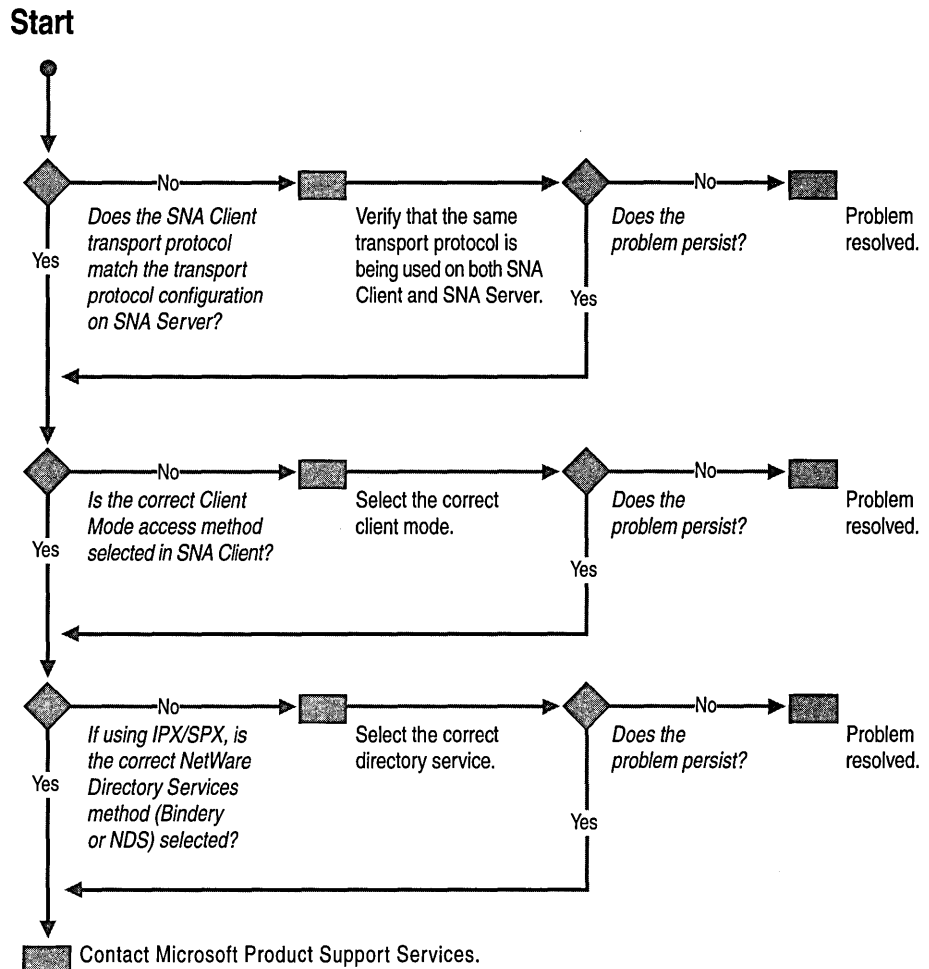 Start
No
No
Does the SNA Client
transport protocol
match the transport
protocol configuration
on SNA Server?
Yes
Verify that the same
transport protocol is
being used on both SNA
Client and SNA Server.
Does the
problem persist?
Yes
Problem
resolved.
No
No
Is the correct Client
Mode access method
selected in SNA Client?
Yes
Select the correct
client mode.
Does the
problem persist?
Yes
Problem
resolved.
No
No
If using IPX/SPX, is
the correct NetWare
Directory Services
method (Bindery
or NDS) selected?
Yes
Select the correct
directory service.
Does the
problem persist?
Yes
Problem
resolved.
Contact Microsoft Product Support Services.